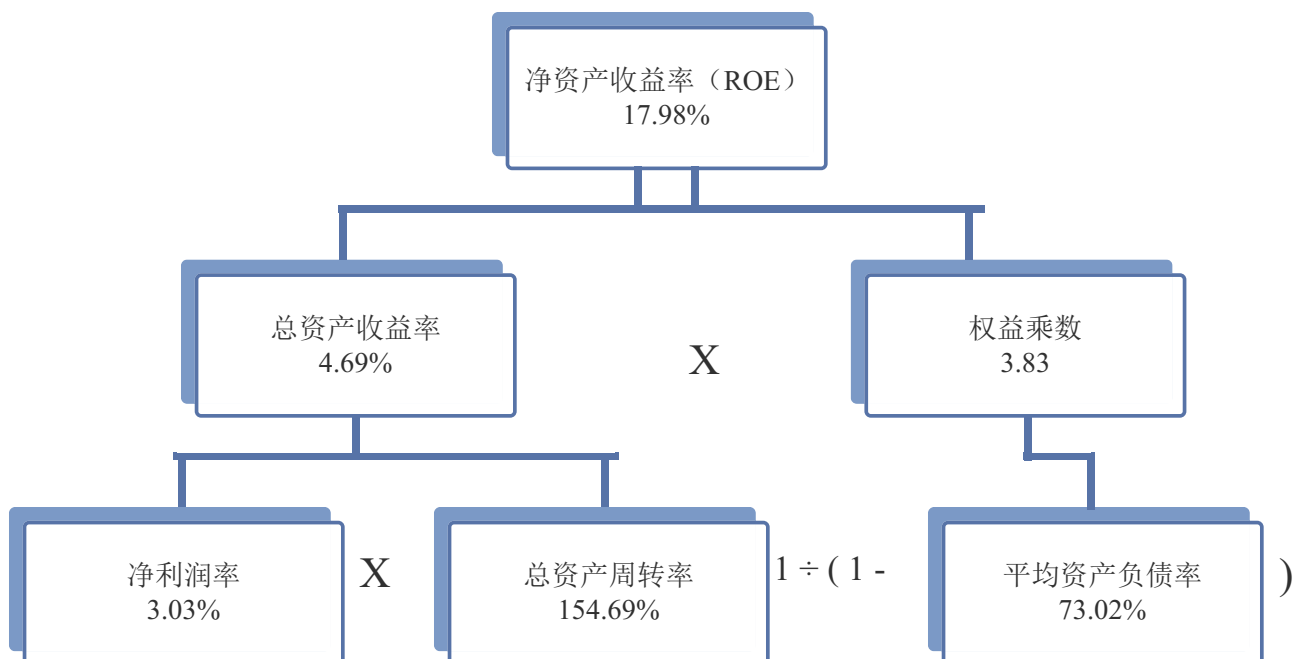 净资产收益率（ROE）
17.98%
总资产收益率
4.69%
X
权益乘数
3.83
净利润率
3.03%
X
总资产周转率
154.69%
1 ÷ ( 1 -
平均资产负债率
73.02%
)